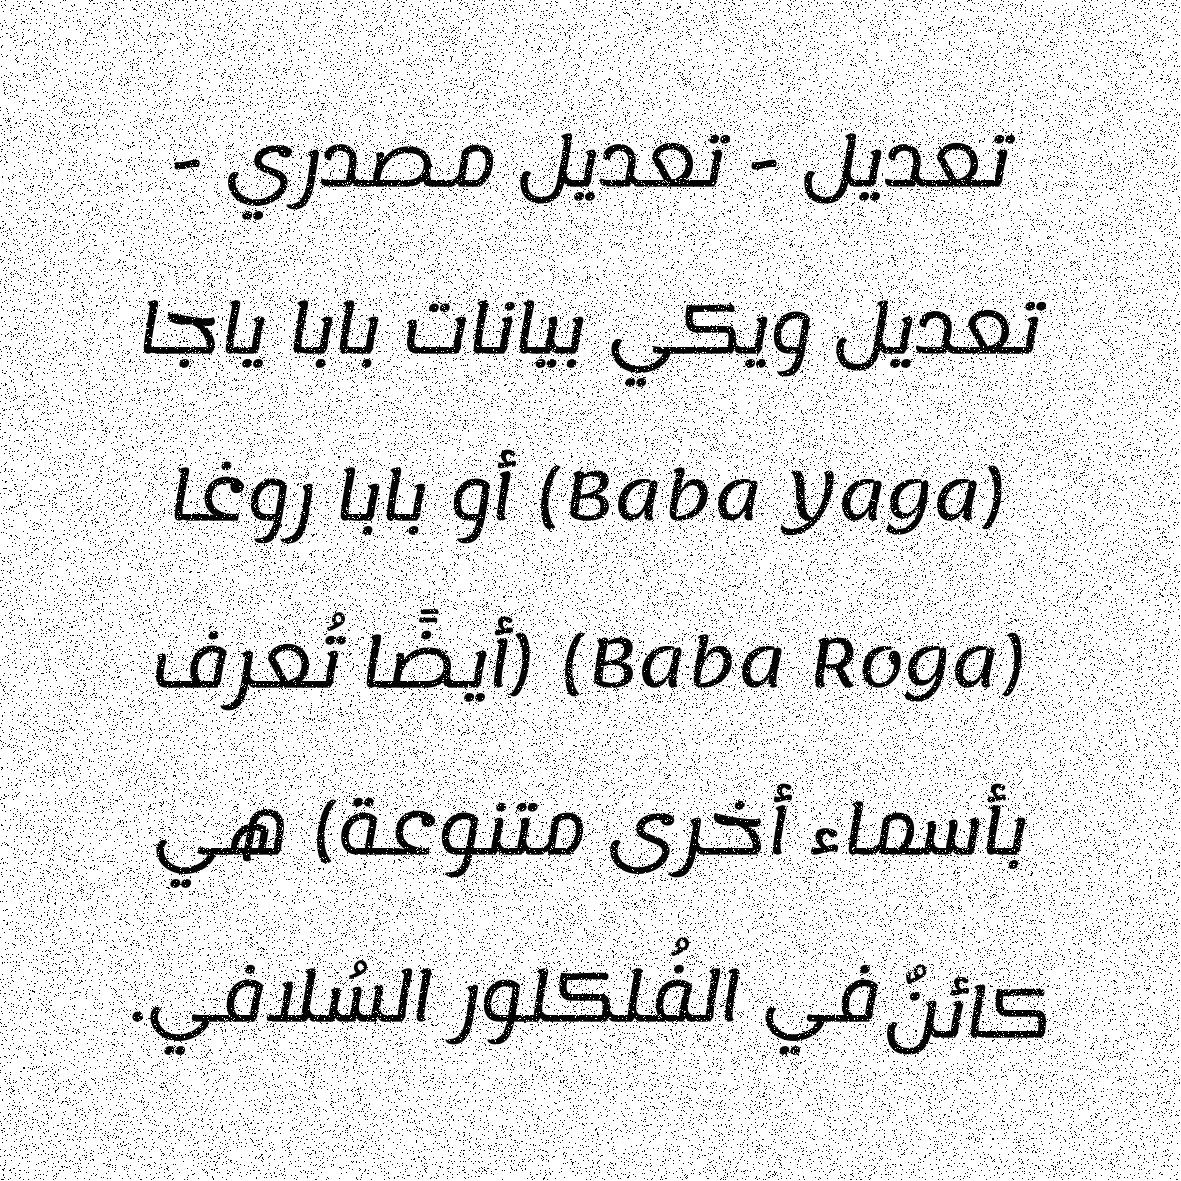 تعديل - تعديل مصدري -
تعديل ويكي بيانات بابا ياجا
(Baba Yaga) أو بابا روغا
(Baba Roga) (أيضًا تُعرف
بأسماء أخرى متنوعة) هي
كائنٌ في الفُلكلور السُلافي.